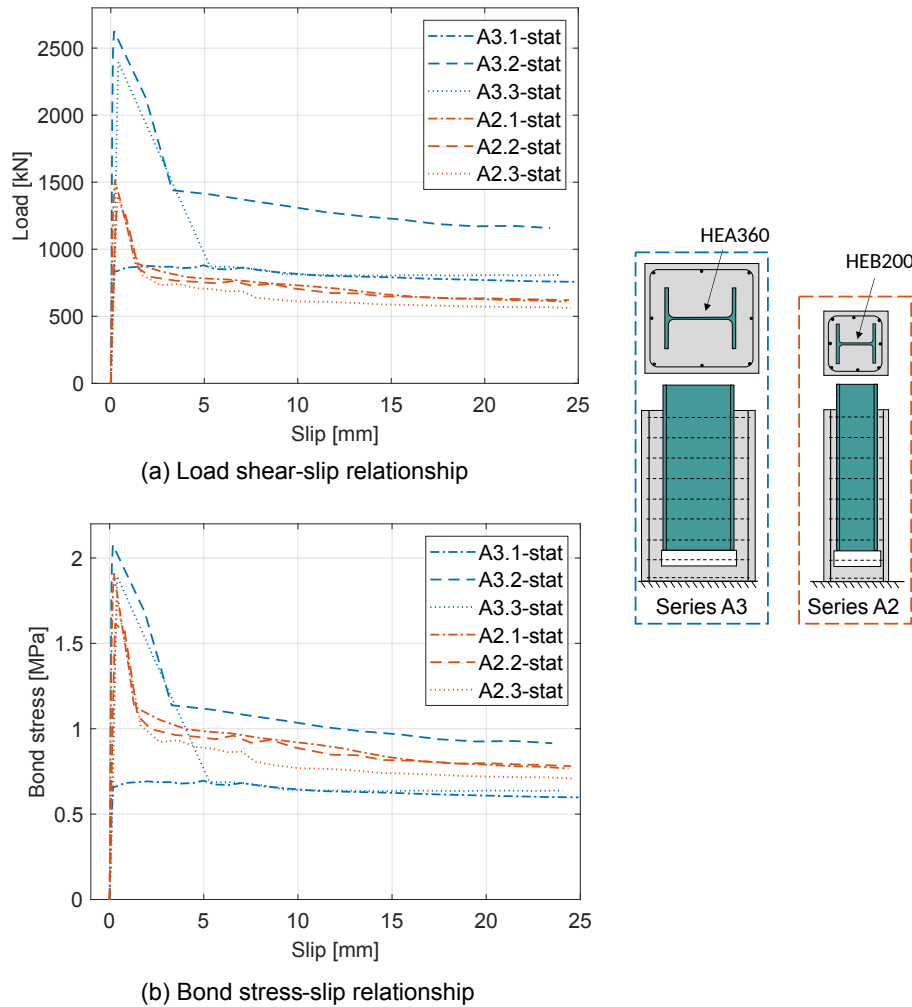 2500
2000
1500
1000
500
0
Load [kN]
0 5 10 15 20 25
Slip [mm]
A3.1-stat
A3.2-stat
A3.3-stat
A2.1-stat
A2.2-stat
A2.3-stat
(a) Load shear-slip relationship
HEA360
HEB200
Series A3
Series A2
2
1.5
1
0.5
0
Bond stress [MPa]
0 5 10 15 20 25
Slip [mm]
A3.1-stat
A3.2-stat
A3.3-stat
A2.1-stat
A2.2-stat
A2.3-stat
(b) Bond stress-slip relationship